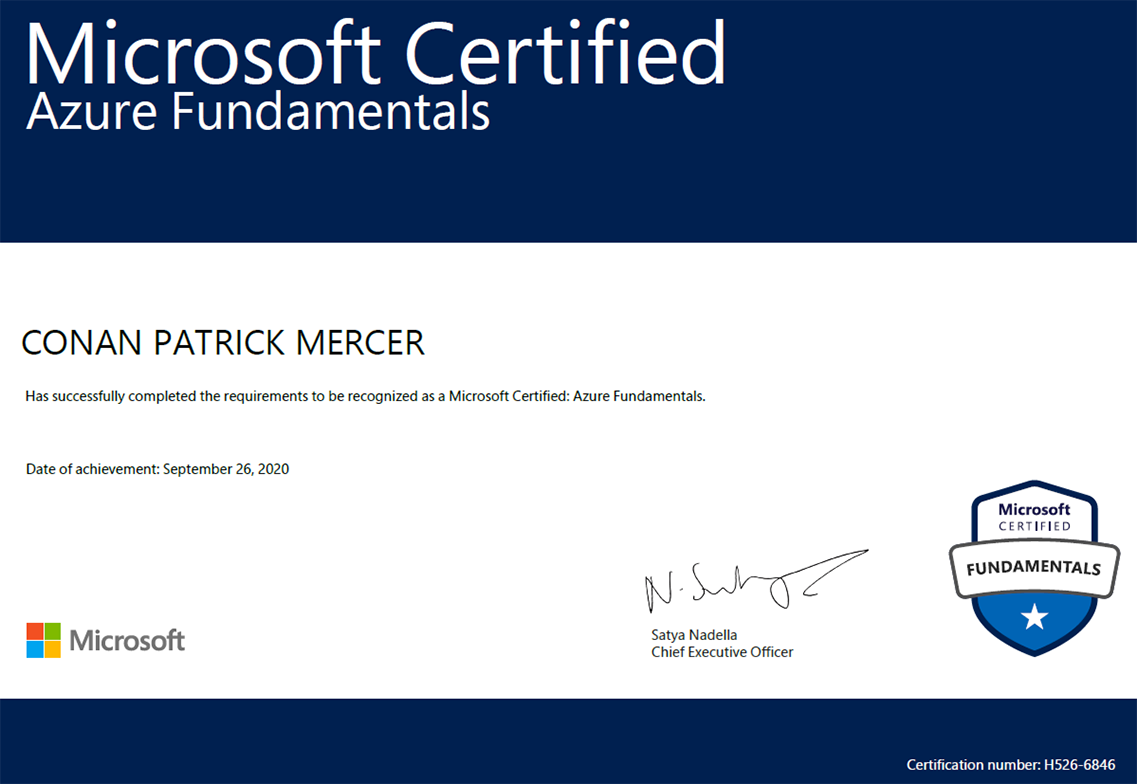 Microsoft Certified
Azure Fundamentals
CONAN PATRICK MERCER
Has successfully completed the requirements to be recognized as a Microsoft Certified: Azure Fundamentals.
Date of achievement: September 26, 2020
Microsoft
CERTIFIED
FUNDAMENTALS
Satya Nadella
Chief Executive Officer
Microsoft
Certification number: H526-6846